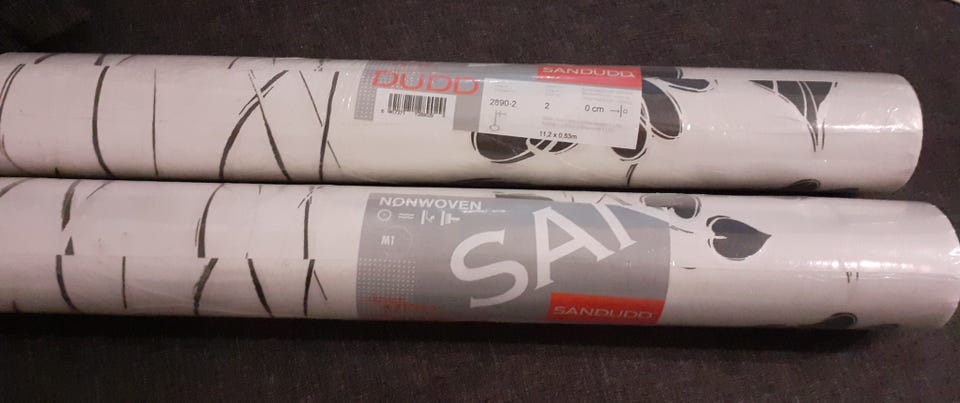 DUDD
SANDUDD
2890-2 2 0 cm
11,2 x 0,53m
NONWOVEN
M1
SAN
SANDUDD